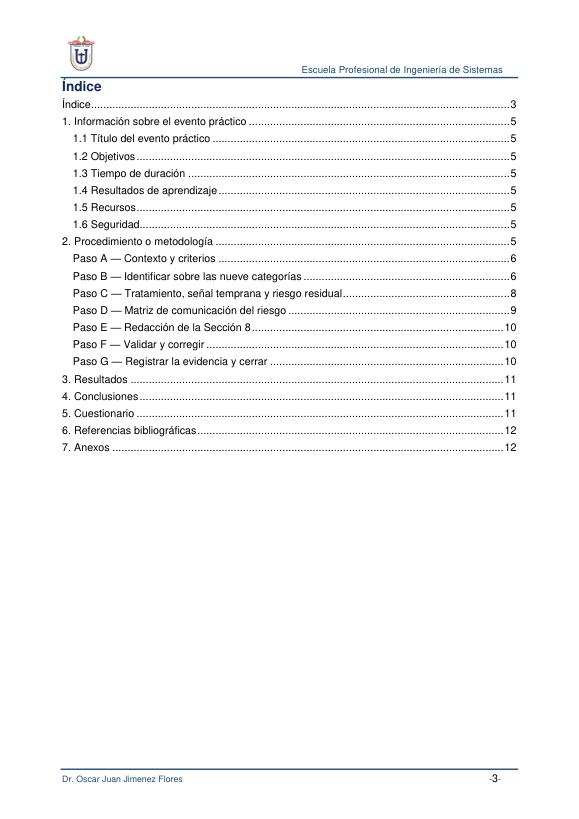 Escuela Profesional de Ingeniería de Sistemas
Índice
Índice.......................................................................................................................................3
1. Información sobre el evento práctico .....................................................................................5
1.1 Título del evento práctico ..................................................................................................5
1.2 Objetivos ...........................................................................................................................5
1.3 Tiempo de duración ..........................................................................................................5
1.4 Resultados de aprendizaje................................................................................................5
1.5 Recursos...........................................................................................................................5
1.6 Seguridad..........................................................................................................................5
2. Procedimiento o metodología ................................................................................................5
Paso A — Contexto y criterios ................................................................................................6
Paso B — Identificar sobre las nueve categorías ....................................................................6
Paso C — Tratamiento, señal temprana y riesgo residual......................................................8
Paso D — Matriz de comunicación del riesgo ........................................................................9
Paso E — Redacción de la Sección 8...................................................................................10
Paso F — Validar y corregir ..................................................................................................10
Paso G — Registrar la evidencia y cerrar .............................................................................10
3. Resultados ...........................................................................................................................11
4. Conclusiones........................................................................................................................11
5. Cuestionario .........................................................................................................................11
6. Referencias bibliográficas.....................................................................................................12
7. Anexos .................................................................................................................................12
Dr. Oscar Juan Jimenez Flores
-3-